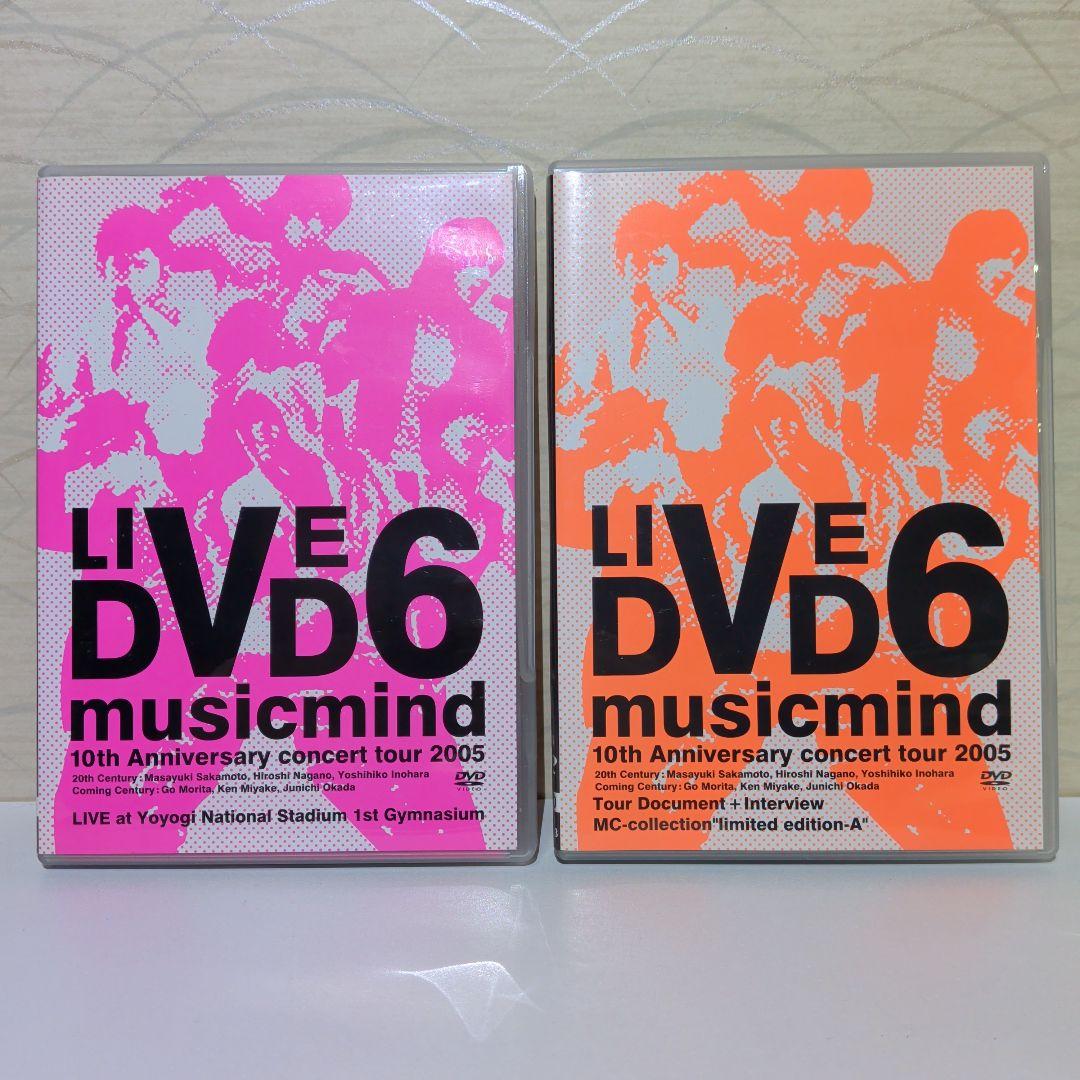 LIVE
DVD6
musicmind
10th Anniversary concert tour 2005
20th Century : Masayuki Sakamoto, Hiroshi Nagano, Yoshihiko Inohara
Coming Century : Go Morita, Ken Miyake, Junichi Okada
DVD
VIDEO
LIVE at Yoyogi National Stadium 1st Gymnasium
LIVE
DVD6
musicmind
10th Anniversary concert tour 2005
20th Century : Masayuki Sakamoto, Hiroshi Nagano, Yoshihiko Inohara
Coming Century : Go Morita, Ken Miyake, Junichi Okada
DVD
VIDEO
Tour Document + Interview
MC-collection"limited edition-A"